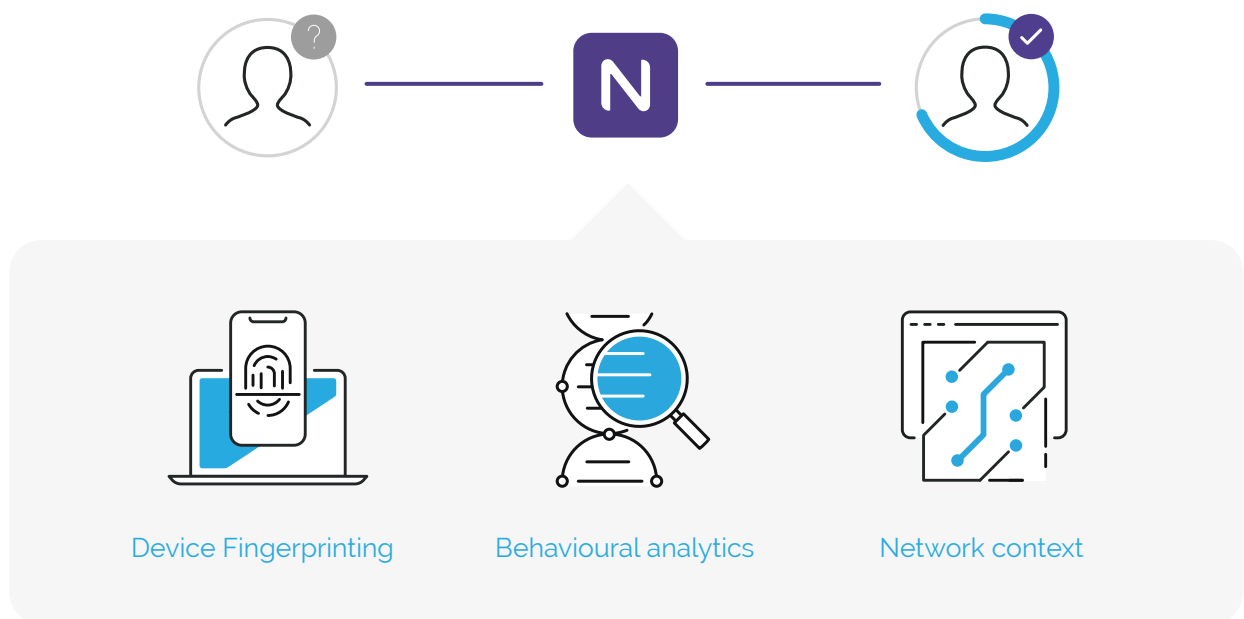 ?
N
Device Fingerprinting
Behavioural analytics
Network context